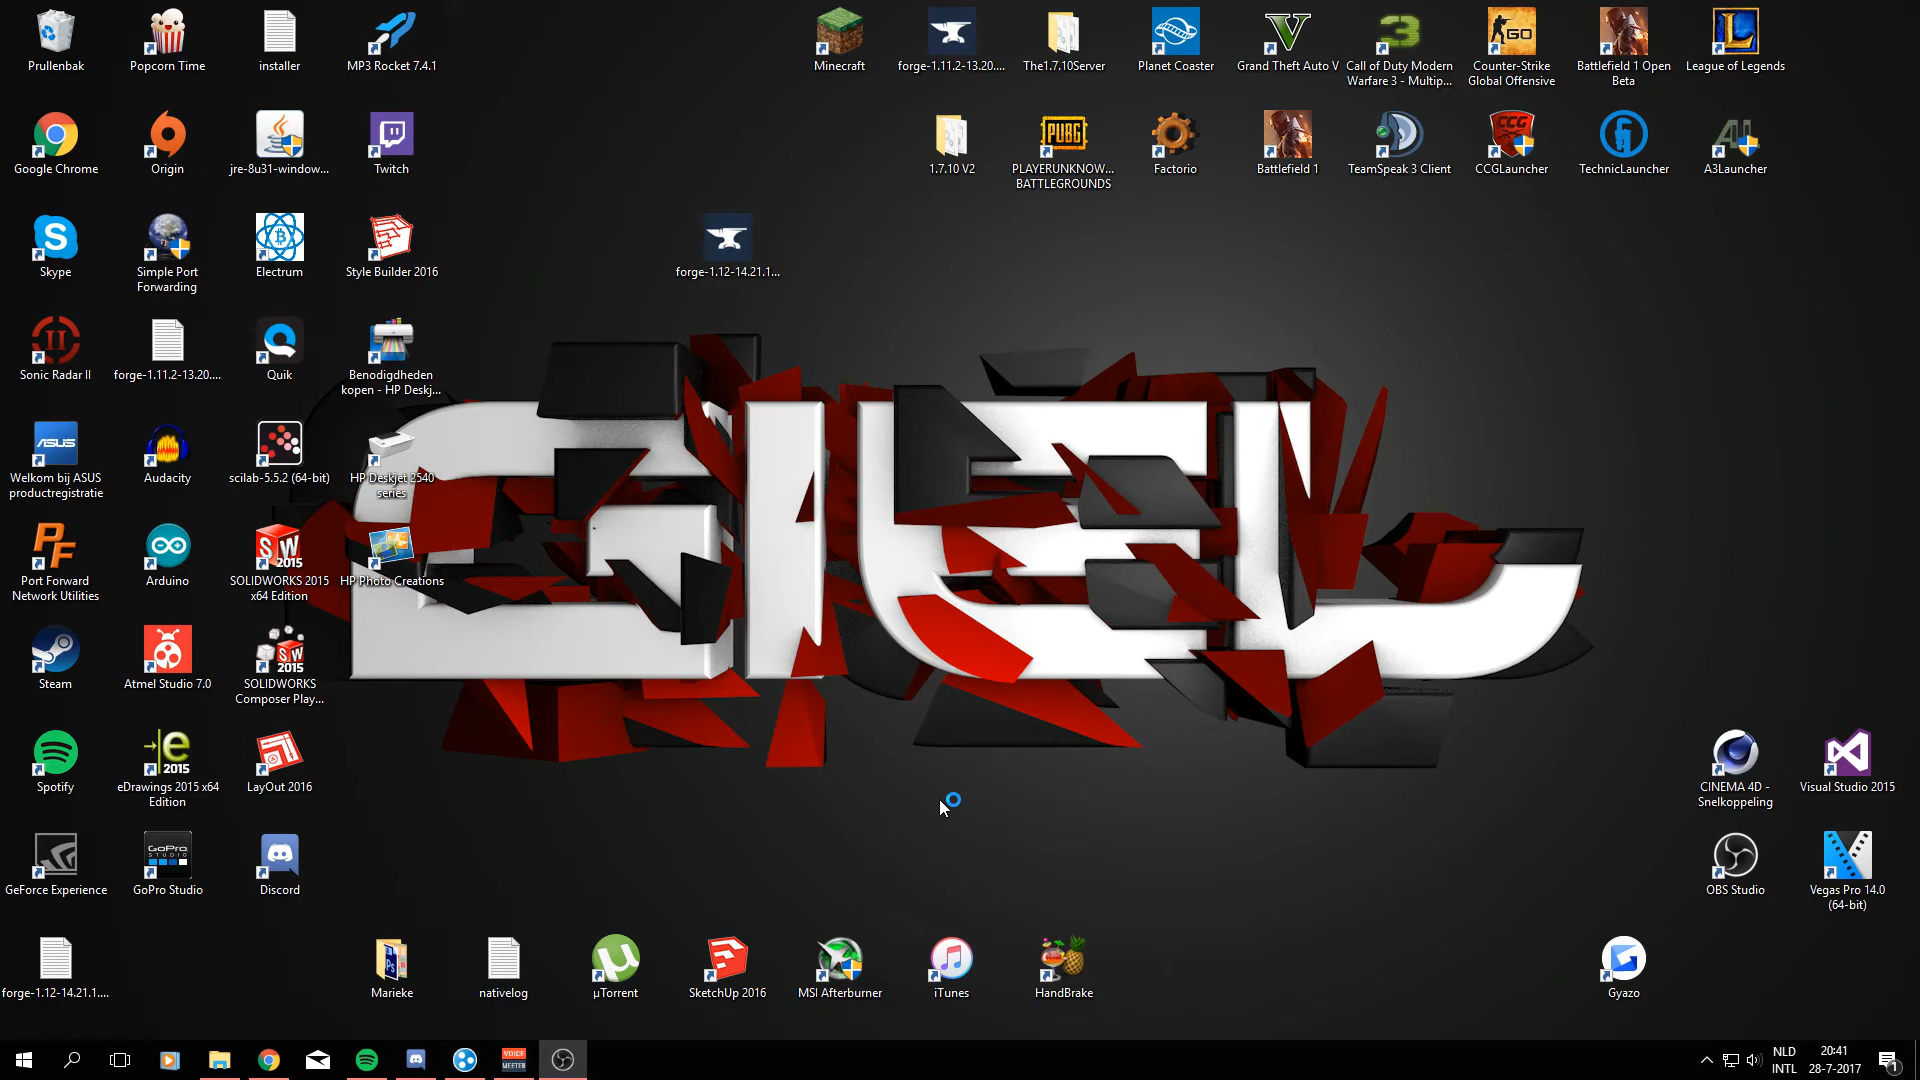 Prullenbak
Popcorn Time
installer
MP3 Rocket 7.4.1
Minecraft
forge-1.11.2-13.20....
The1.7.10Server
Planet Coaster
Grand Theft Auto V
Call of Duty Modern
Warfare 3 - Multip...
Counter-Strike
Global Offensive
Battlefield 1 Open
Beta
League of Legends
Google Chrome
Origin
jre-8u31-window...
Twitch
1.7.10 V2
PLAYERUNKNOW...
BATTLEGROUNDS
Factorio
Battlefield 1
TeamSpeak 3 Client
CCGLauncher
TechnicLauncher
A3Launcher
Skype
Simple Port
Forwarding
Electrum
Style Builder 2016
forge-1.12-14.21.1...
Sonic Radar II
forge-1.11.2-13.20....
Quik
Benodigdheden
kopen - HP Deskj...
Welkom bij ASUS
productregistratie
Audacity
scilab-5.5.2 (64-bit)
HP Deskjet 2540
series
Port Forward
Network Utilities
Arduino
SOLIDWORKS 2015
x64 Edition
HP Photo Creations
Steam
Atmel Studio 7.0
SOLIDWORKS
Composer Play...
Spotify
eDrawings 2015 x64
Edition
LayOut 2016
CINEMA 4D -
Snelkoppeling
Visual Studio 2015
GeForce Experience
GoPro Studio
Discord
OBS Studio
Vegas Pro 14.0
(64-bit)
forge-1.12-14.21.1....
Marieke
nativelog
µTorrent
SketchUp 2016
MSI Afterburner
iTunes
HandBrake
Gyazo
VOICE
MEETER
NLD
INTL
20:41
28-7-2017
1